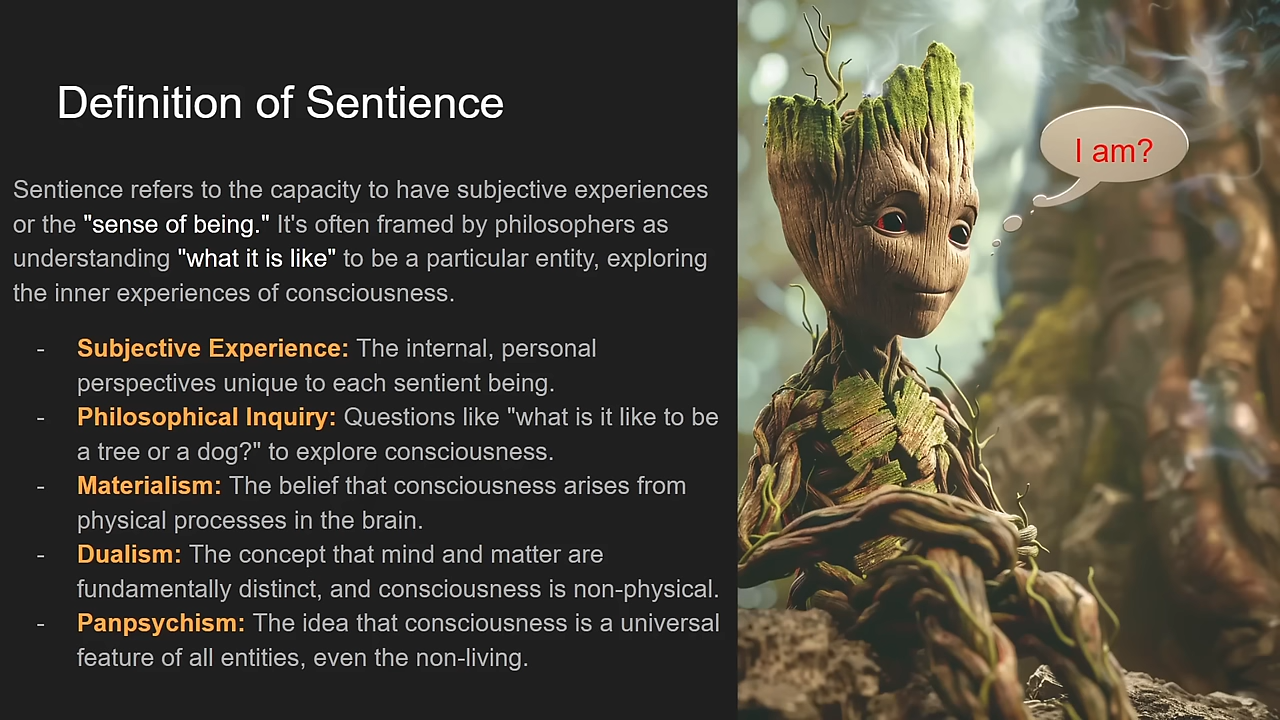 Definition of Sentience
Sentience refers to the capacity to have subjective experiences
or the "sense of being." It's often framed by philosophers as
understanding "what it is like" to be a particular entity, exploring
the inner experiences of consciousness.
- Subjective Experience: The internal, personal
perspectives unique to each sentient being.
- Philosophical Inquiry: Questions like "what is it like to be
a tree or a dog?" to explore consciousness.
- Materialism: The belief that consciousness arises from
physical processes in the brain.
- Dualism: The concept that mind and matter are
fundamentally distinct, and consciousness is non-physical.
- Panpsychism: The idea that consciousness is a universal
feature of all entities, even the non-living.
I am?